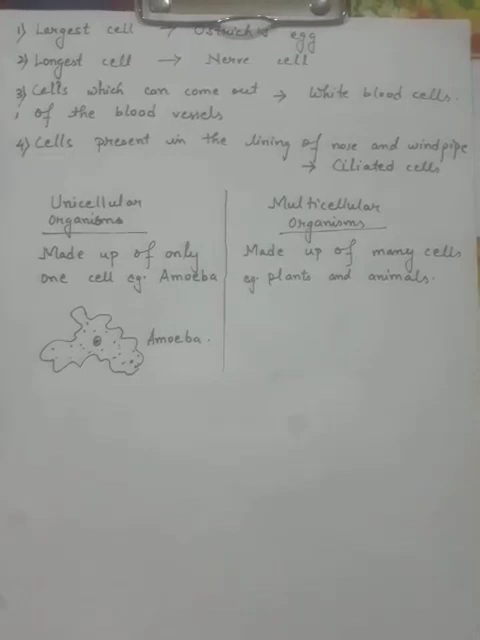 1) Largest cell → Ostrich's egg
2) Longest cell → Nerve cell
3) Cells which can come out → White blood cells.
of the blood vessels
4) Cells present in the lining of nose and windpipe
→ Ciliated cells
Unicellular
Organisms
Made up of only
one cell eg. Amoeba
Amoeba.
Multicellular
Organisms
Made up of many cells
eg. plants and animals.